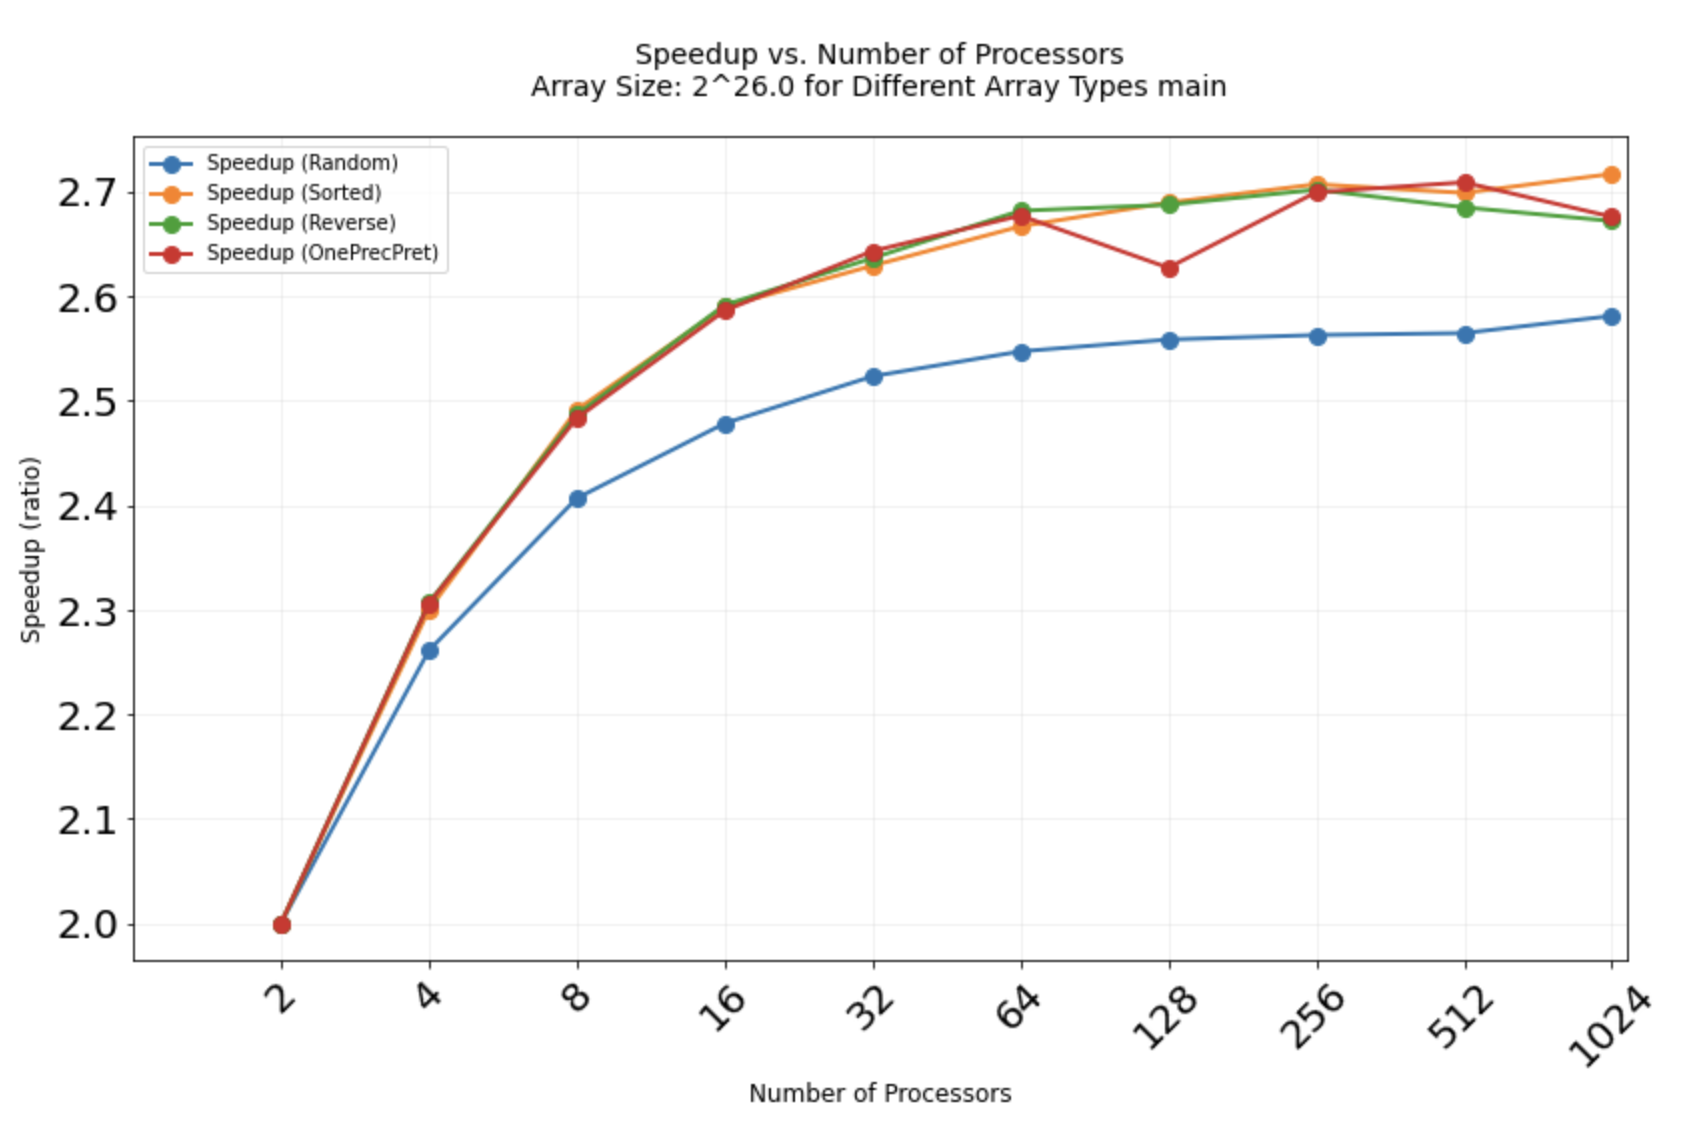 Speedup vs. Number of Processors
Array Size: 2^26.0 for Different Array Types main
Speedup (Random)
Speedup (Sorted)
Speedup (Reverse)
Speedup (OnePrecPret)
Speedup (ratio)
2.7
2.6
2.5
2.4
2.3
2.2
2.1
2.0
2 4 8 16 32 64 128 256 512 1024
Number of Processors